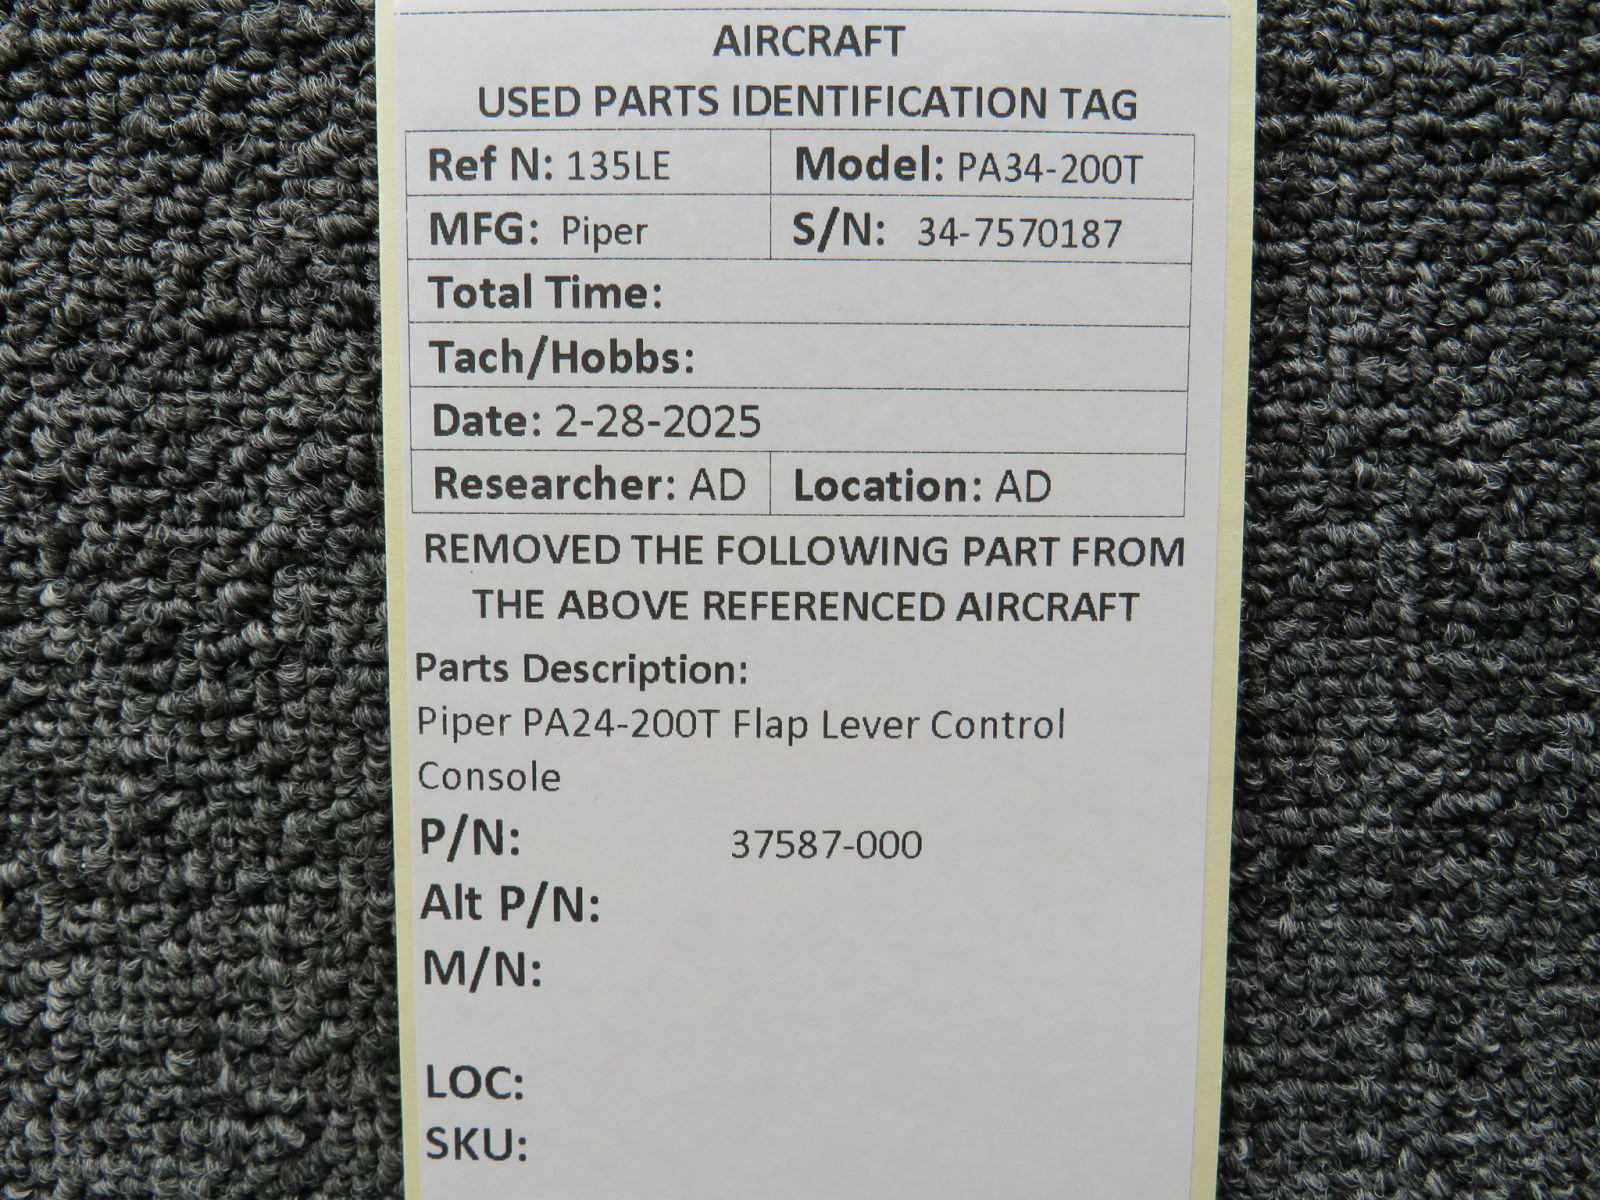 AIRCRAFT
USED PARTS IDENTIFICATION TAG
Ref N: 135LE Model: PA34-200T
MFG: Piper S/N: 34-7570187
Total Time:
Tach/Hobbs:
Date: 2-28-2025
Researcher: AD Location: AD
REMOVED THE FOLLOWING PART FROM
THE ABOVE REFERENCED AIRCRAFT
Parts Description:
Piper PA24-200T Flap Lever Control
Console
P/N: 37587-000
Alt P/N:
M/N:
LOC:
SKU: